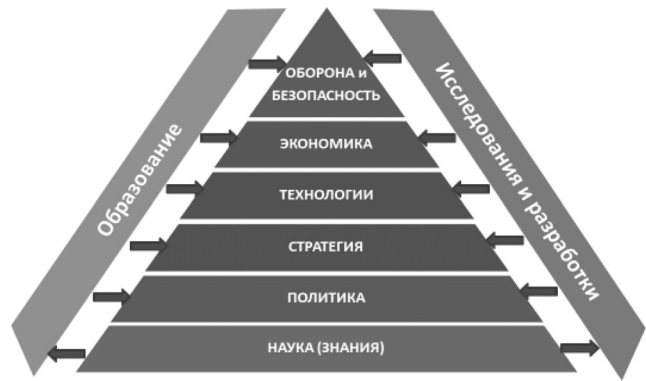 ОБОРОНА и
БЕЗОПАСНОСТЬ
ЭКОНОМИКА
ТЕХНОЛОГИИ
СТРАТЕГИЯ
ПОЛИТИКА
НАУКА (ЗНАНИЯ)
Образование
Исследования и разработки